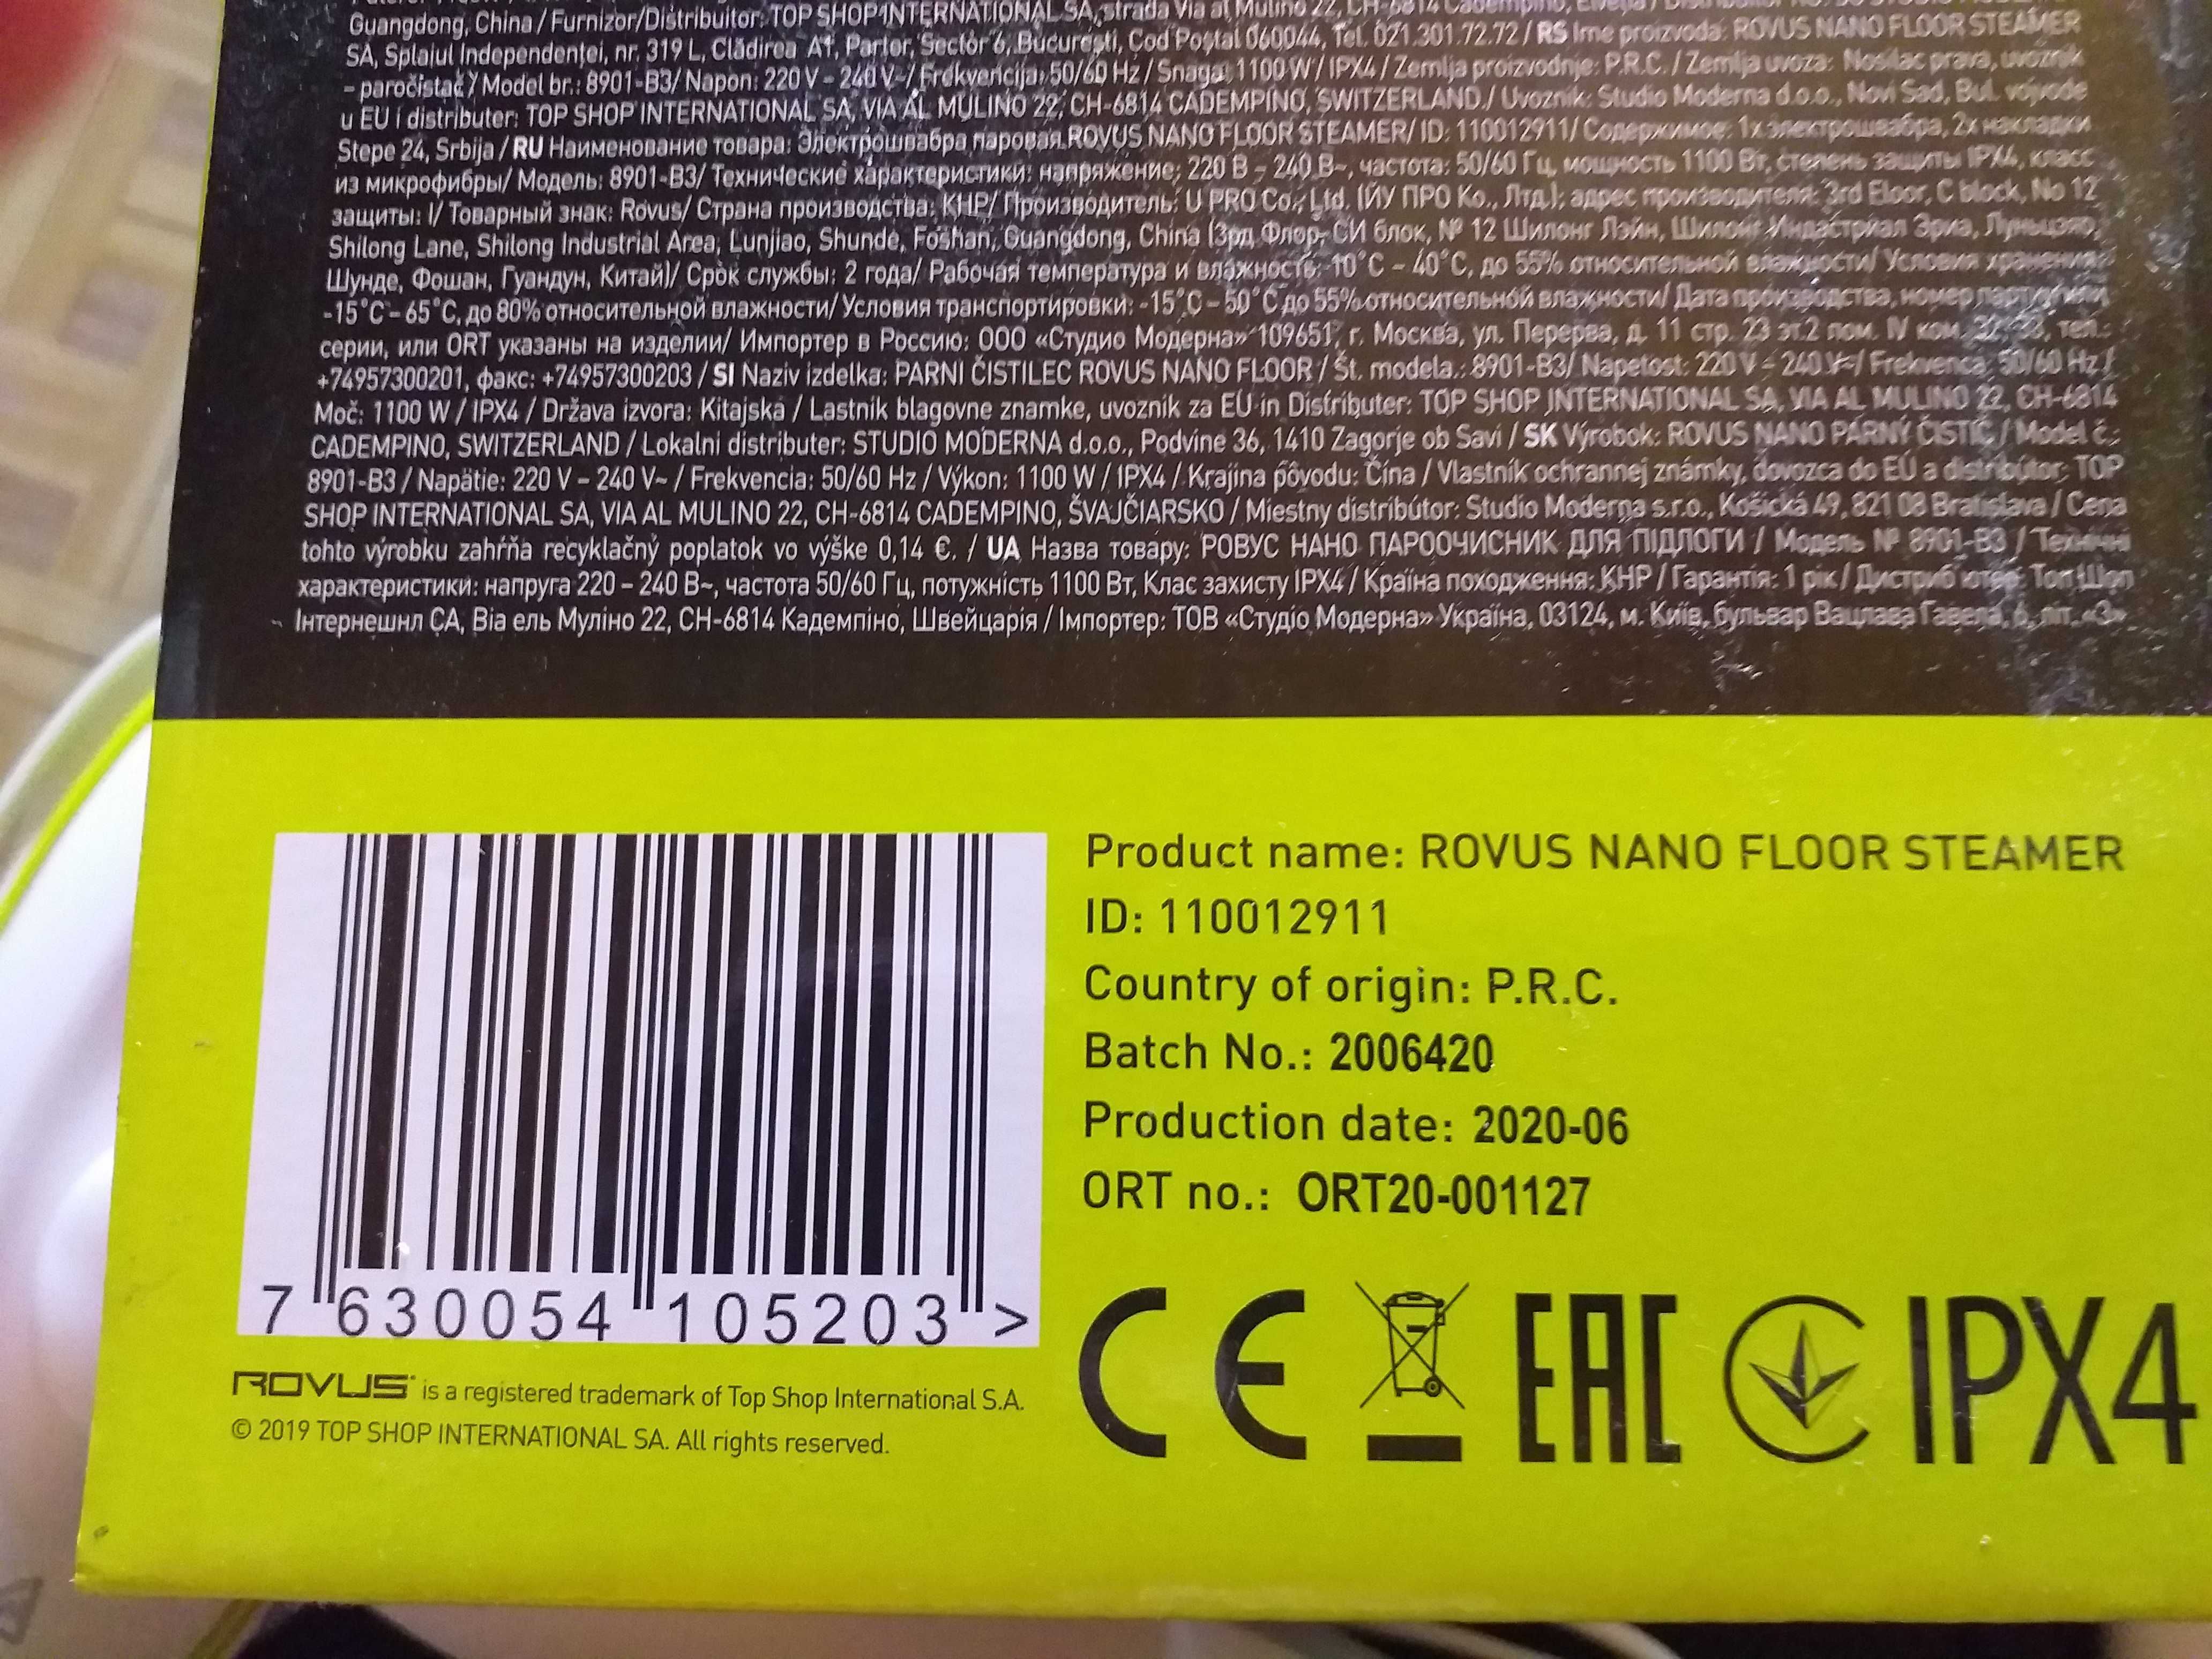 Guangdong, China / Furnizor/Distribuitor: TOP SHOP INTERNATIONAL SA, strada Via al Mulino 22, CH-6814 Cadempino,
SA, Splaiul Independenței, nr. 319 L, Clădirea A1, Parter, Sector 6, București, Cod Poștal 060044, Tel. 021.301.72.72 / RS Ime proizvoda: ROVUS NANO FLOOR STEAMER
- paročistač / Model br.: 8901-B3/ Napon: 220 V - 240 V~/ Frekvencija: 50/60 Hz / Snaga: 1100 W / IPX4 / Zemlja proizvodnje: P.R.C. / Zemlja uvoza: Nosilac prava, uvoznik
u EU i distributer: TOP SHOP INTERNATIONAL SA, VIA AL MULINO 22, CH-6814 CADEMPINO, SWITZERLAND./ Uvoznik: Studio Moderna d.o.o., Novi Sad, Bul. vojvode
Stepe 24, Srbija / RU Наименование товара: Электрошвабра паровая ROVUS NANO FLOOR STEAMER/ ID: 110012911/ Содержимое: 1x электрошвабра, 2x накладки
из микрофибры/ Модель: 8901-B3/ Технические характеристики: напряжение: 220 В – 240 В~, частота: 50/60 Гц, мощность 1100 Вт, степень защиты IPX4, класс
защиты: I/ Товарный знак: Rovus/ Страна производства: КНР/ Производитель: U PRO Co., Ltd. (ЙУ ПРО Ко., Лтд.); адрес производителя: 3rd Floor, C block, No 12
Shilong Lane, Shilong Industrial Area, Lunjiao, Shunde, Foshan, Guangdong, China (Зрд Флор, СИ блок, № 12 Шилонг Лэйн, Шилонг Индастриал Эриа, Луньцзяо,
Шунде, Фошан, Гуандун, Китай)/ Срок службы: 2 года/ Рабочая температура и влажность: -10°C – 40°C, до 55% относительной влажности/ Условия хранения:
-15°C – 65°C, до 80% относительной влажности/ Условия транспортировки: -15°C – 50°C до 55% относительной влажности/ Дата производства, номер партии или
серии, или ORT указаны на изделии/ Импортер в Россию: ООО «Студио Модерна» 109651, г. Москва, ул. Перерва, д. 11 стр. 23 эт.2 пом. IV ком. тел.:
+74957300201, факс: +74957300203 / SI Naziv izdelka: PARNI ČISTILEC ROVUS NANO FLOOR / Št. modela.: 8901-B3/ Napetost: 220 V – 240 V~/ Frekvenca: 50/60 Hz /
Moč: 1100 W / IPX4 / Država izvora: Kitajska / Lastnik blagovne znamke, uvoznik za EU in Distributer: TOP SHOP INTERNATIONAL SA, VIA AL MULINO 22, CH-6814
CADEMPINO, SWITZERLAND / Lokalni distributer: STUDIO MODERNA d.o.o., Podvine 36, 1410 Zagorje ob Savi / SK Výrobok: ROVUS NANO PARNÝ ČISTIČ / Model č.:
8901-B3 / Napätie: 220 V – 240 V~ / Frekvencia: 50/60 Hz / Výkon: 1100 W / IPX4 / Krajina pôvodu: Čína / Vlastník ochrannej známky, dovozca do EÚ a distribútor: TOP
SHOP INTERNATIONAL SA, VIA AL MULINO 22, CH-6814 CADEMPINO, ŠVAJČIARSKO / Miestny distribútor: Studio Moderna s.r.o., Košická 49, 821 08 Bratislava / Cena
tohto výrobku zahŕňa recyklačný poplatok vo výške 0,14 €. / UA Назва товару: РОВУС НАНО ПАРООЧИСНИК ДЛЯ ПІДЛОГИ / Модель № 8901-B3 / Технічні
характеристики: напруга 220 – 240 В~, частота 50/60 Гц, потужність 1100 Вт, Клас захисту IPX4 / Країна походження: КНР / Гарантія: 1 рік / Дистриб'ютер: Топ Шоп
Інтернешнл СА, Віа ель Муліно 22, CH-6814 Кадемпіно, Швейцарія / Імпортер: ТОВ «Студіо Модерна» Україна, 03124, м. Київ, бульвар Вацлава Гавела, 6, літ. «З»
Product name: ROVUS NANO FLOOR STEAMER
ID: 110012911
Country of origin: P.R.C.
Batch No.: 2006420
Production date: 2020-06
ORT no.: ORT20-001127
7 630054 105203 >
ROVUS® is a registered trademark of Top Shop International S.A.
© 2019 TOP SHOP INTERNATIONAL SA. All rights reserved.
CE EAC IPX4